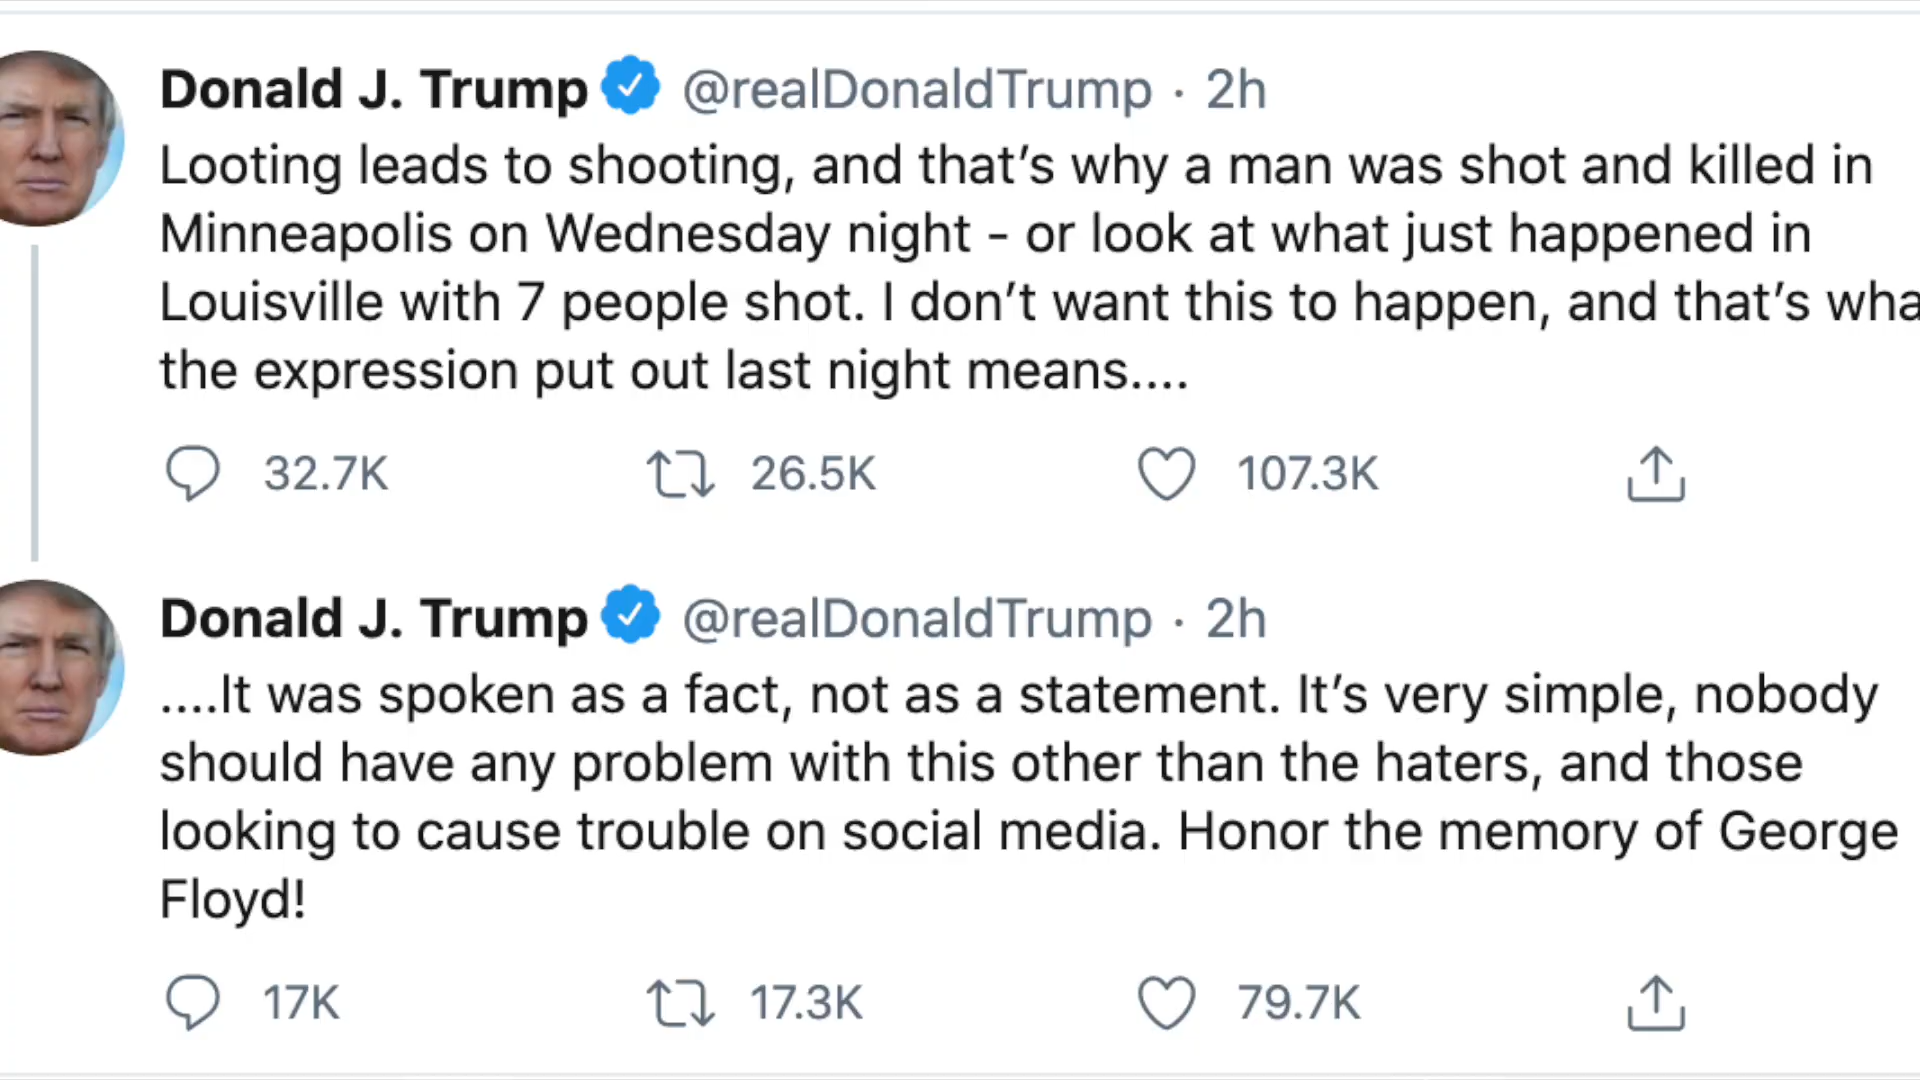 Donald J. Trump @realDonaldTrump · 2h
Looting leads to shooting, and that’s why a man was shot and killed in
Minneapolis on Wednesday night - or look at what just happened in
Louisville with 7 people shot. I don’t want this to happen, and that’s wha
the expression put out last night means....
32.7K 26.5K 107.3K
Donald J. Trump @realDonaldTrump · 2h
....It was spoken as a fact, not as a statement. It’s very simple, nobody
should have any problem with this other than the haters, and those
looking to cause trouble on social media. Honor the memory of George
Floyd!
17K 17.3K 79.7K